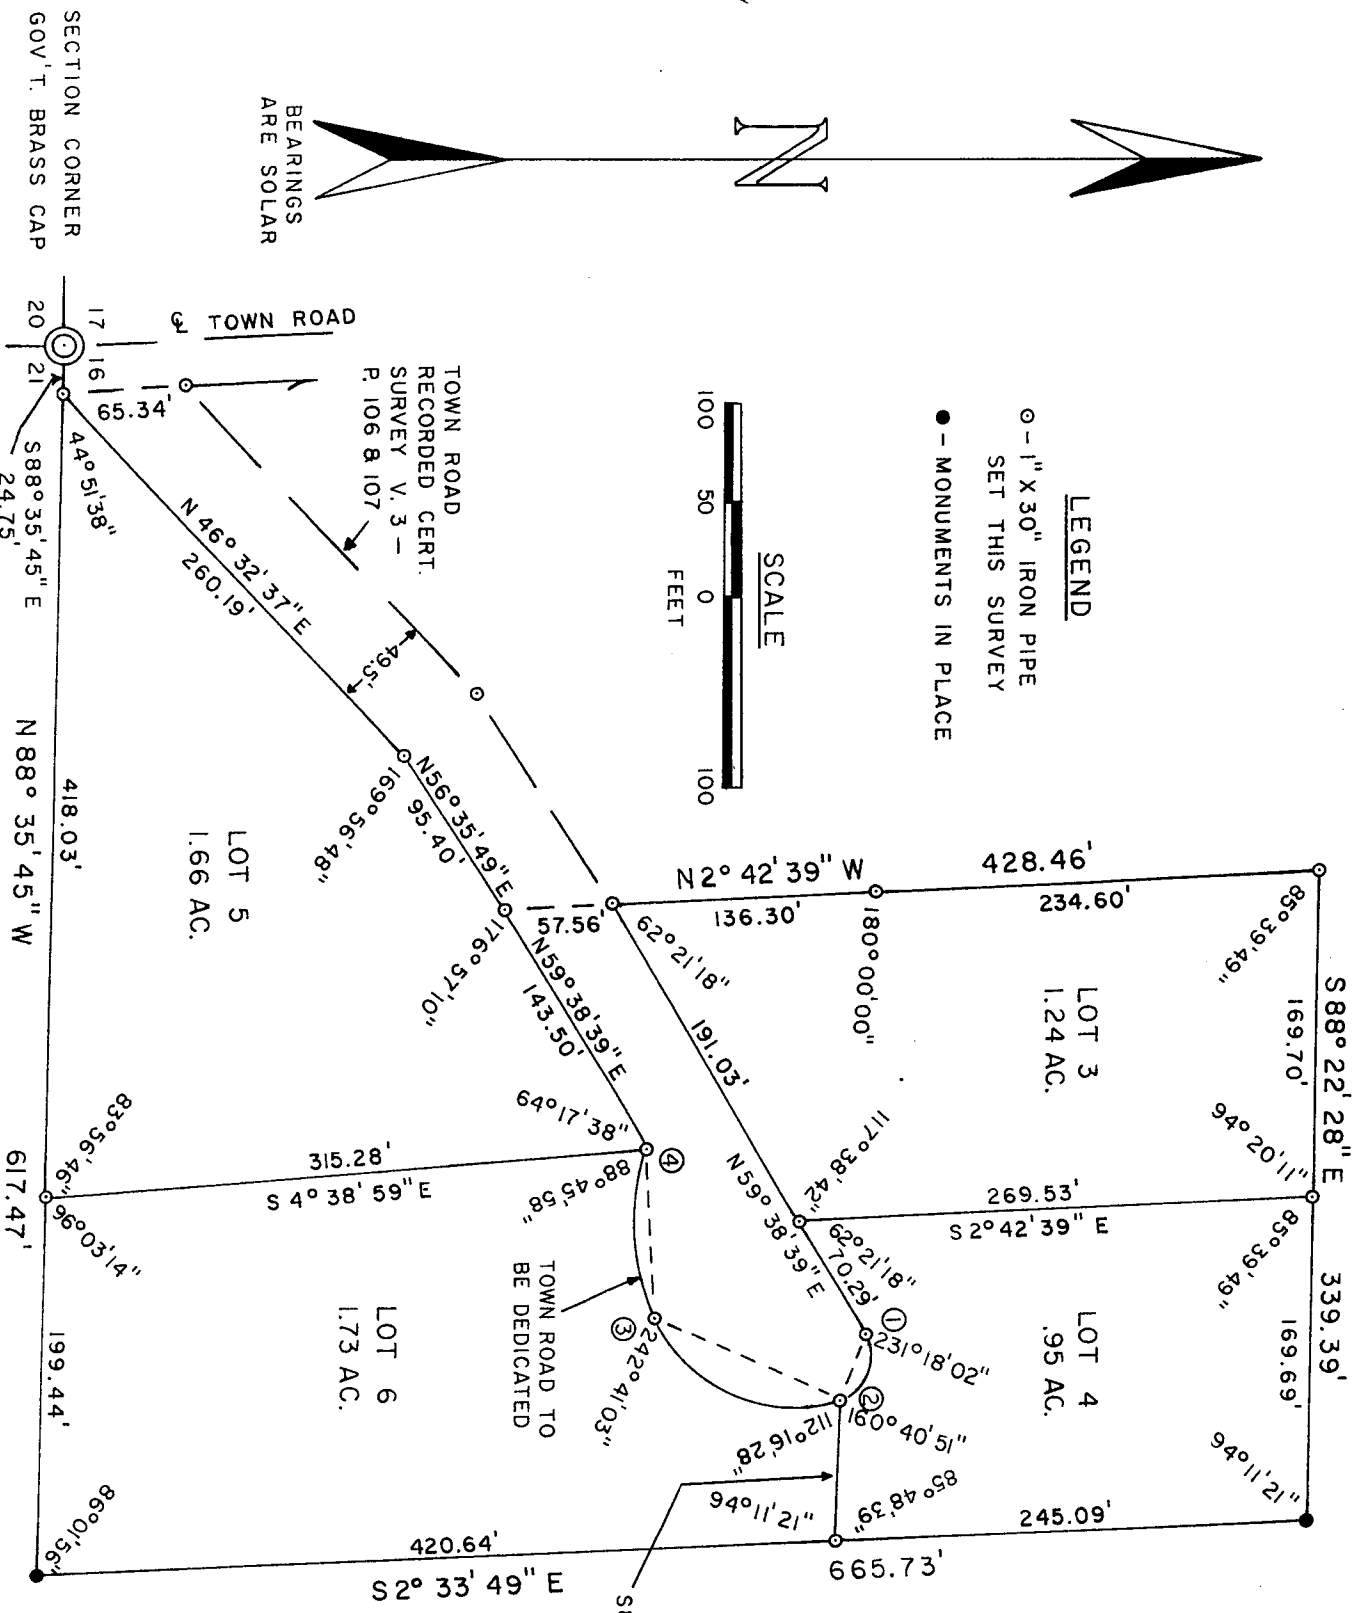 SECTION CORNER
GOV'T. BRASS CAP
BEARINGS
ARE SOLAR
N
17
16
20
21
℄ TOWN ROAD
65.34'
44°51'38"
S88°35'45"E
24.75'
TOWN ROAD
RECORDED CERT.
SURVEY V. 3 –
P. 106 & 107
LEGEND
⊙ – 1" X 30" IRON PIPE
SET THIS SURVEY
● – MONUMENTS IN PLACE
SCALE
100 50 0 100
FEET
N 46° 32' 37" E
260.19'
49.5'
N56° 35' 49" E
95.40'
169° 56' 48"
LOT 5
1.66 AC.
418.03'
N 88° 35' 45" W
617.47'
N 2° 42' 39" W
428.46'
136.30'
234.60'
57.56'
62° 21' 18"
180° 00' 00"
85° 39' 49"
176° 57' 10"
N59° 38' 39" E
143.50'
191.03'
LOT 3
1.24 AC.
S 88° 22' 28" E
169.70'
94° 20' 11"
339.39'
117° 38' 42"
N59° 38' 39" E
64° 17' 38"
88° 45' 58"
④
315.28'
S 4° 38' 59" E
83° 56' 46"
96° 03' 14"
269.53'
S 2° 42' 39" E
62° 21' 18"
70.29'
85° 39' 49"
①
231° 18' 02"
LOT 4
.95 AC.
169.69'
94° 11' 21"
②
160° 40' 51"
112° 16' 28"
③
242° 41' 03"
TOWN ROAD TO
BE DEDICATED
LOT 6
1.73 AC.
199.44'
86° 01' 56"
94° 11' 21"
85° 48' 39"
245.09'
420.64'
665.73'
S 2° 33' 49" E